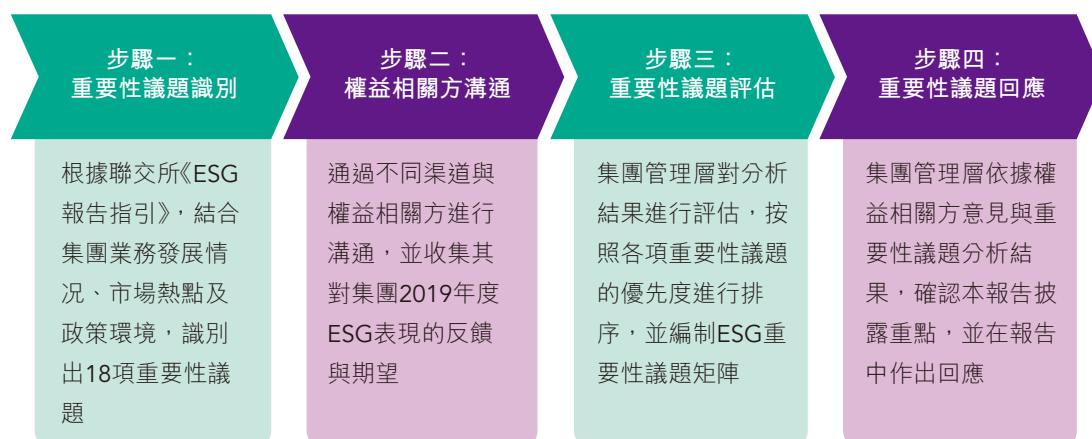 步驟一：
重要性議題識別
根據聯交所《ESG
報告指引》，結合
集團業務發展情
況、市場熱點及
政策環境，識別
出18項重要性議
題
步驟二：
權益相關方溝通
通過不同渠道與
權益相關方進行
溝通，並收集其
對集團2019年度
ESG表現的反饋
與期望
步驟三：
重要性議題評估
集團管理層對分析
結果進行評估，按
照各項重要性議題
的優先度進行排
序，並編制ESG重
要性議題矩陣
步驟四：
重要性議題回應
集團管理層依據權
益相關方意見與重
要性議題分析結
果，確認本報告披
露重點，並在報告
中作出回應